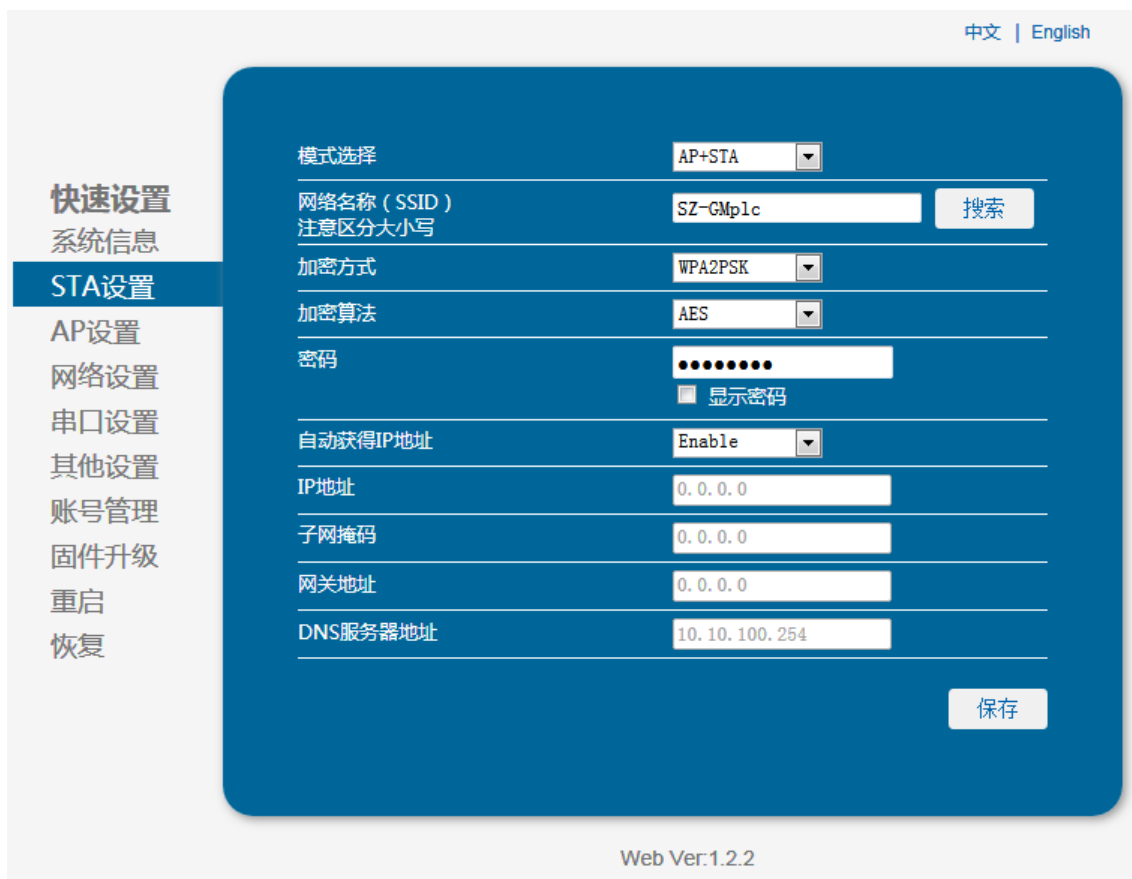 中文 | English
快速设置
系统信息
STA设置
AP设置
网络设置
串口设置
其他设置
账号管理
固件升级
重启
恢复
模式选择 AP+STA
网络名称（SSID） SZ-GMplc 搜索
注意区分大小写
加密方式 WPA2PSK
加密算法 AES
密码 ●●●●●●●●
显示密码
自动获得IP地址 Enable
IP地址 0.0.0.0
子网掩码 0.0.0.0
网关地址 0.0.0.0
DNS服务器地址 10.10.100.254
保存
Web Ver:1.2.2